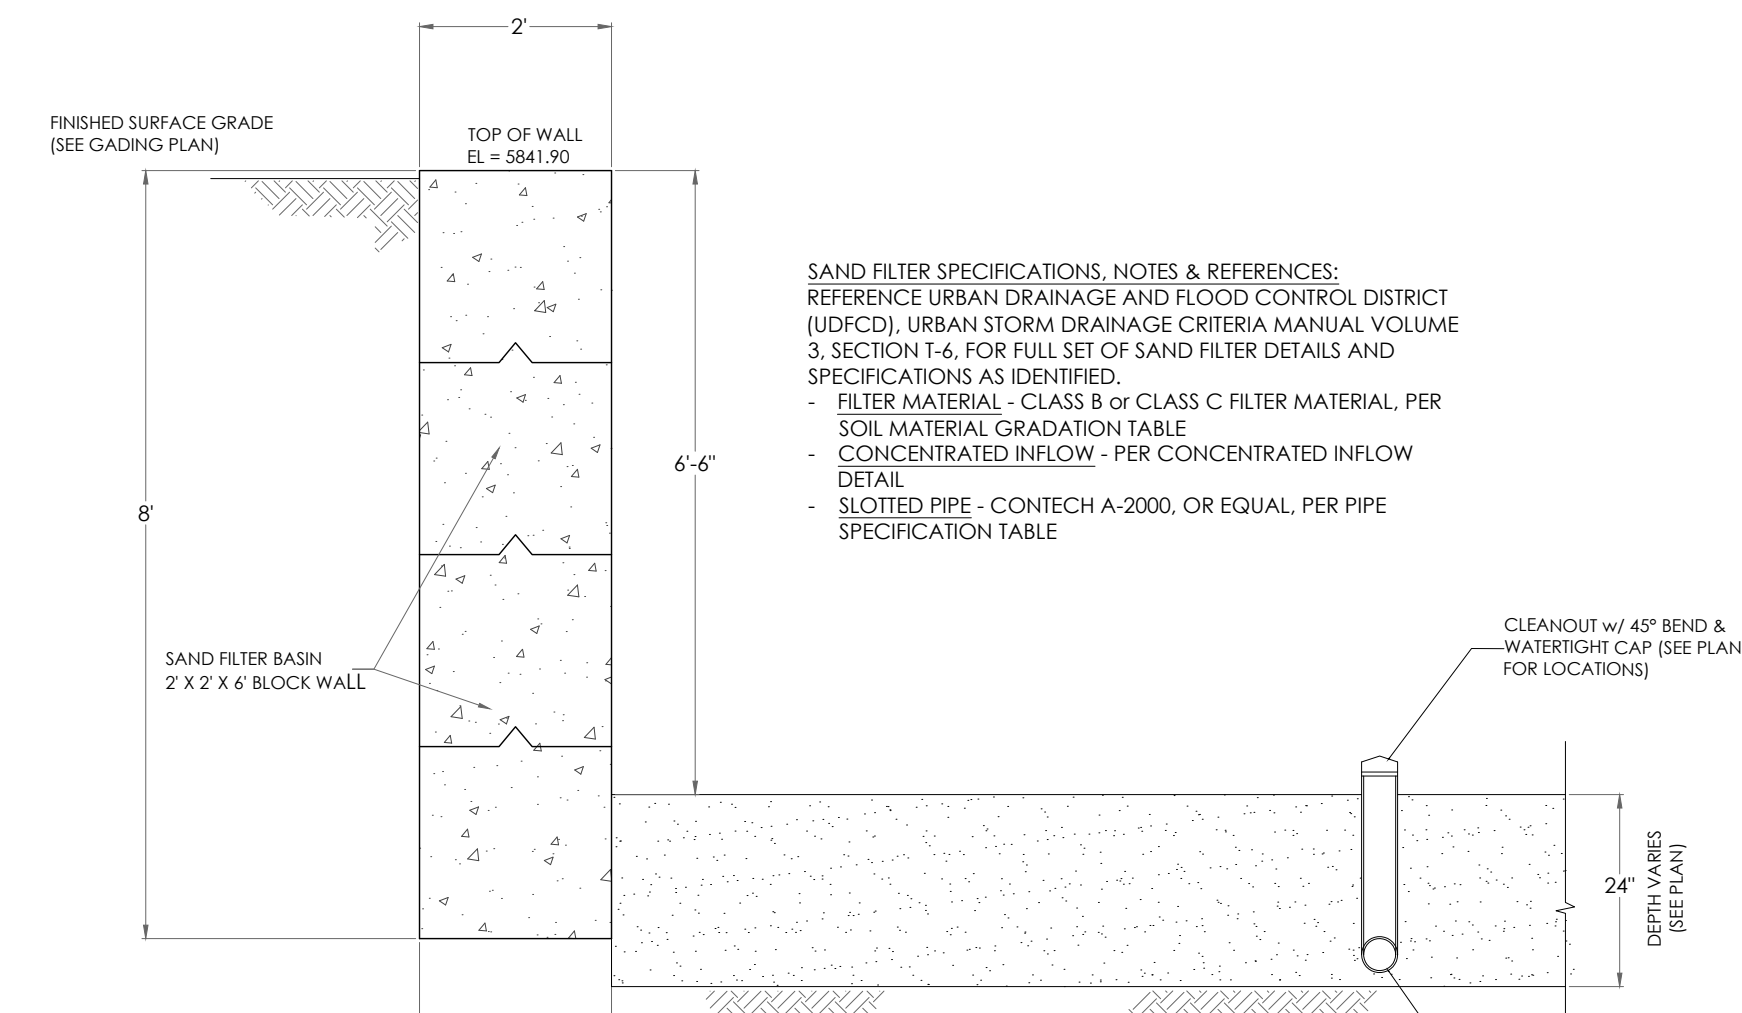 2'
FINISHED SURFACE GRADE
(SEE GADING PLAN)
TOP OF WALL
EL = 5841.90
SAND FILTER SPECIFICATIONS, NOTES & REFERENCES:
REFERENCE URBAN DRAINAGE AND FLOOD CONTROL DISTRICT
(UDFCD), URBAN STORM DRAINAGE CRITERIA MANUAL VOLUME
3, SECTION T-6, FOR FULL SET OF SAND FILTER DETAILS AND
SPECIFICATIONS AS IDENTIFIED.
- FILTER MATERIAL - CLASS B or CLASS C FILTER MATERIAL, PER
SOIL MATERIAL GRADATION TABLE
- CONCENTRATED INFLOW - PER CONCENTRATED INFLOW
DETAIL
- SLOTTED PIPE - CONTECH A-2000, OR EQUAL, PER PIPE
SPECIFICATION TABLE
6'-6"
8'
SAND FILTER BASIN
2' X 2' X 6' BLOCK WALL
CLEANOUT w/ 45° BEND &
WATERTIGHT CAP (SEE PLAN
FOR LOCATIONS)
24"
DEPTH VARIES
(SEE PLAN)